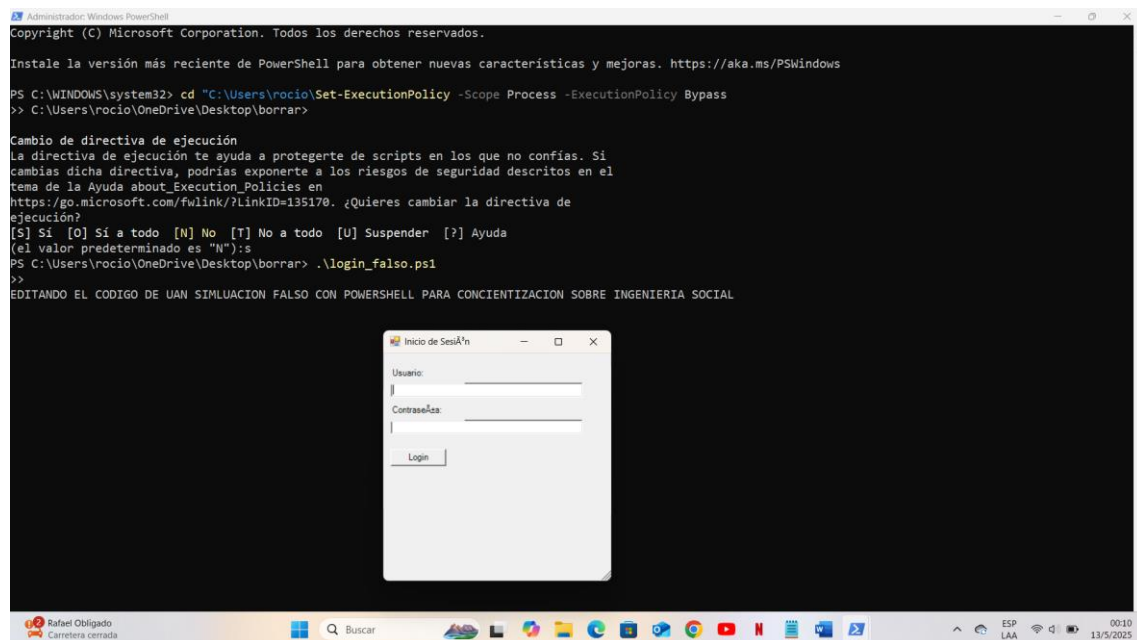 Administrador: Windows PowerShell
Copyright (C) Microsoft Corporation. Todos los derechos reservados.
Instale la versión más reciente de PowerShell para obtener nuevas características y mejoras. https://aka.ms/PSWindows
PS C:\WINDOWS\system32> cd "C:\Users\rocio\Set-ExecutionPolicy -Scope Process -ExecutionPolicy Bypass
>> C:\Users\rocio\OneDrive\Desktop\borrar>
Cambio de directiva de ejecución
La directiva de ejecución te ayuda a protegerte de scripts en los que no confías. Si
cambias dicha directiva, podrías exponerte a los riesgos de seguridad descritos en el
tema de la Ayuda about_Execution_Policies en
https:/go.microsoft.com/fwlink/?LinkID=135170. ¿Quieres cambiar la directiva de
ejecución?
[S] Sí [O] Sí a todo [N] No [T] No a todo [U] Suspender [?] Ayuda
(el valor predeterminado es "N"):s
PS C:\Users\rocio\OneDrive\Desktop\borrar> .\login_falso.ps1
>>
EDITANDO EL CODIGO DE UAN SIMLUACION FALSO CON POWERSHELL PARA CONCIENTIZACION SOBRE INGENIERIA SOCIAL
Inicio de SesiÃ³n
Usuario:
ContraseÃ±a:
Login
2
Rafael Obligado
Carretera cerrada
Buscar
ESP
LAA
00:10
13/5/2025